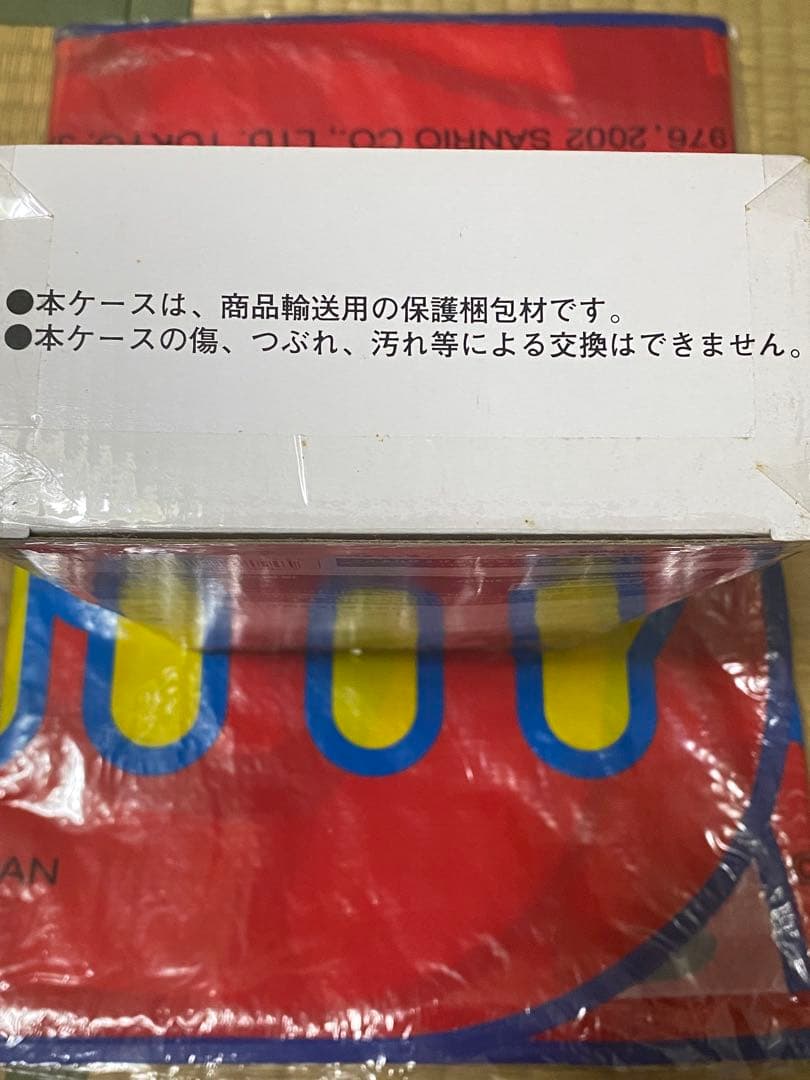 976, 2002 SANRIO CO., LTD. TOKYO, J
●本ケースは、商品輸送用の保護梱包材です。
●本ケースの傷、つぶれ、汚れ等による交換はできません。
AN